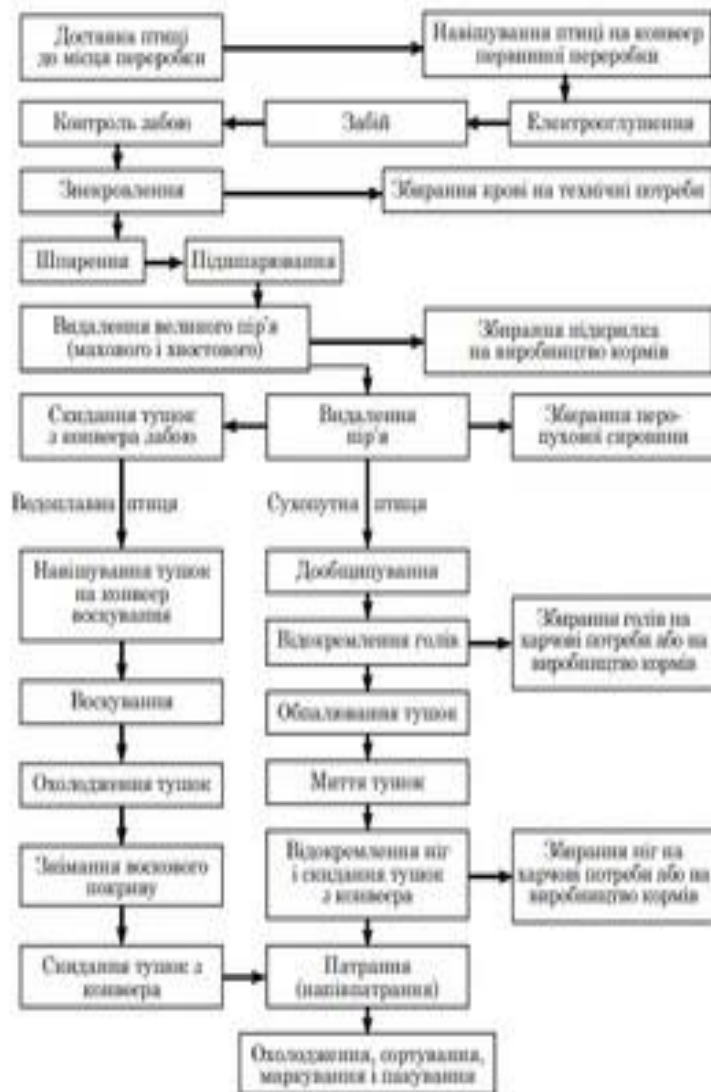 Доставка птиці
до місця переробки
Навішування птиці на конвеєр
первинної переробки
Контроль забою
Забій
Електрооглушення
Знекровлення
Збирання крові на технічні потреби
Шпарення
Підшпарювання
Видалення великого пір'я
(махового і хвостового)
Збирання підкрилка
на виробництво кормів
Скидання тушок
з конвеєра забою
Видалення
пір'я
Збирання перо-
пухової сировини
Водоплавна птиця
Сухопутна птиця
Навішування тушок
на конвеєр
воскування
Дообщипування
Відокремлення голів
Збирання голів на
харчові потреби або на
виробництво кормів
Воскування
Обпалювання тушок
Охолодження тушок
Миття тушок
Знімання воскового
покриву
Відокремлення ніг
і скидання тушок
з конвеєра
Збирання ніг на
харчові потреби або на
виробництво кормів
Скидання тушок з
конвеєра
Патрання
(напівпатрання)
Охолодження, сортування,
маркування і пакування